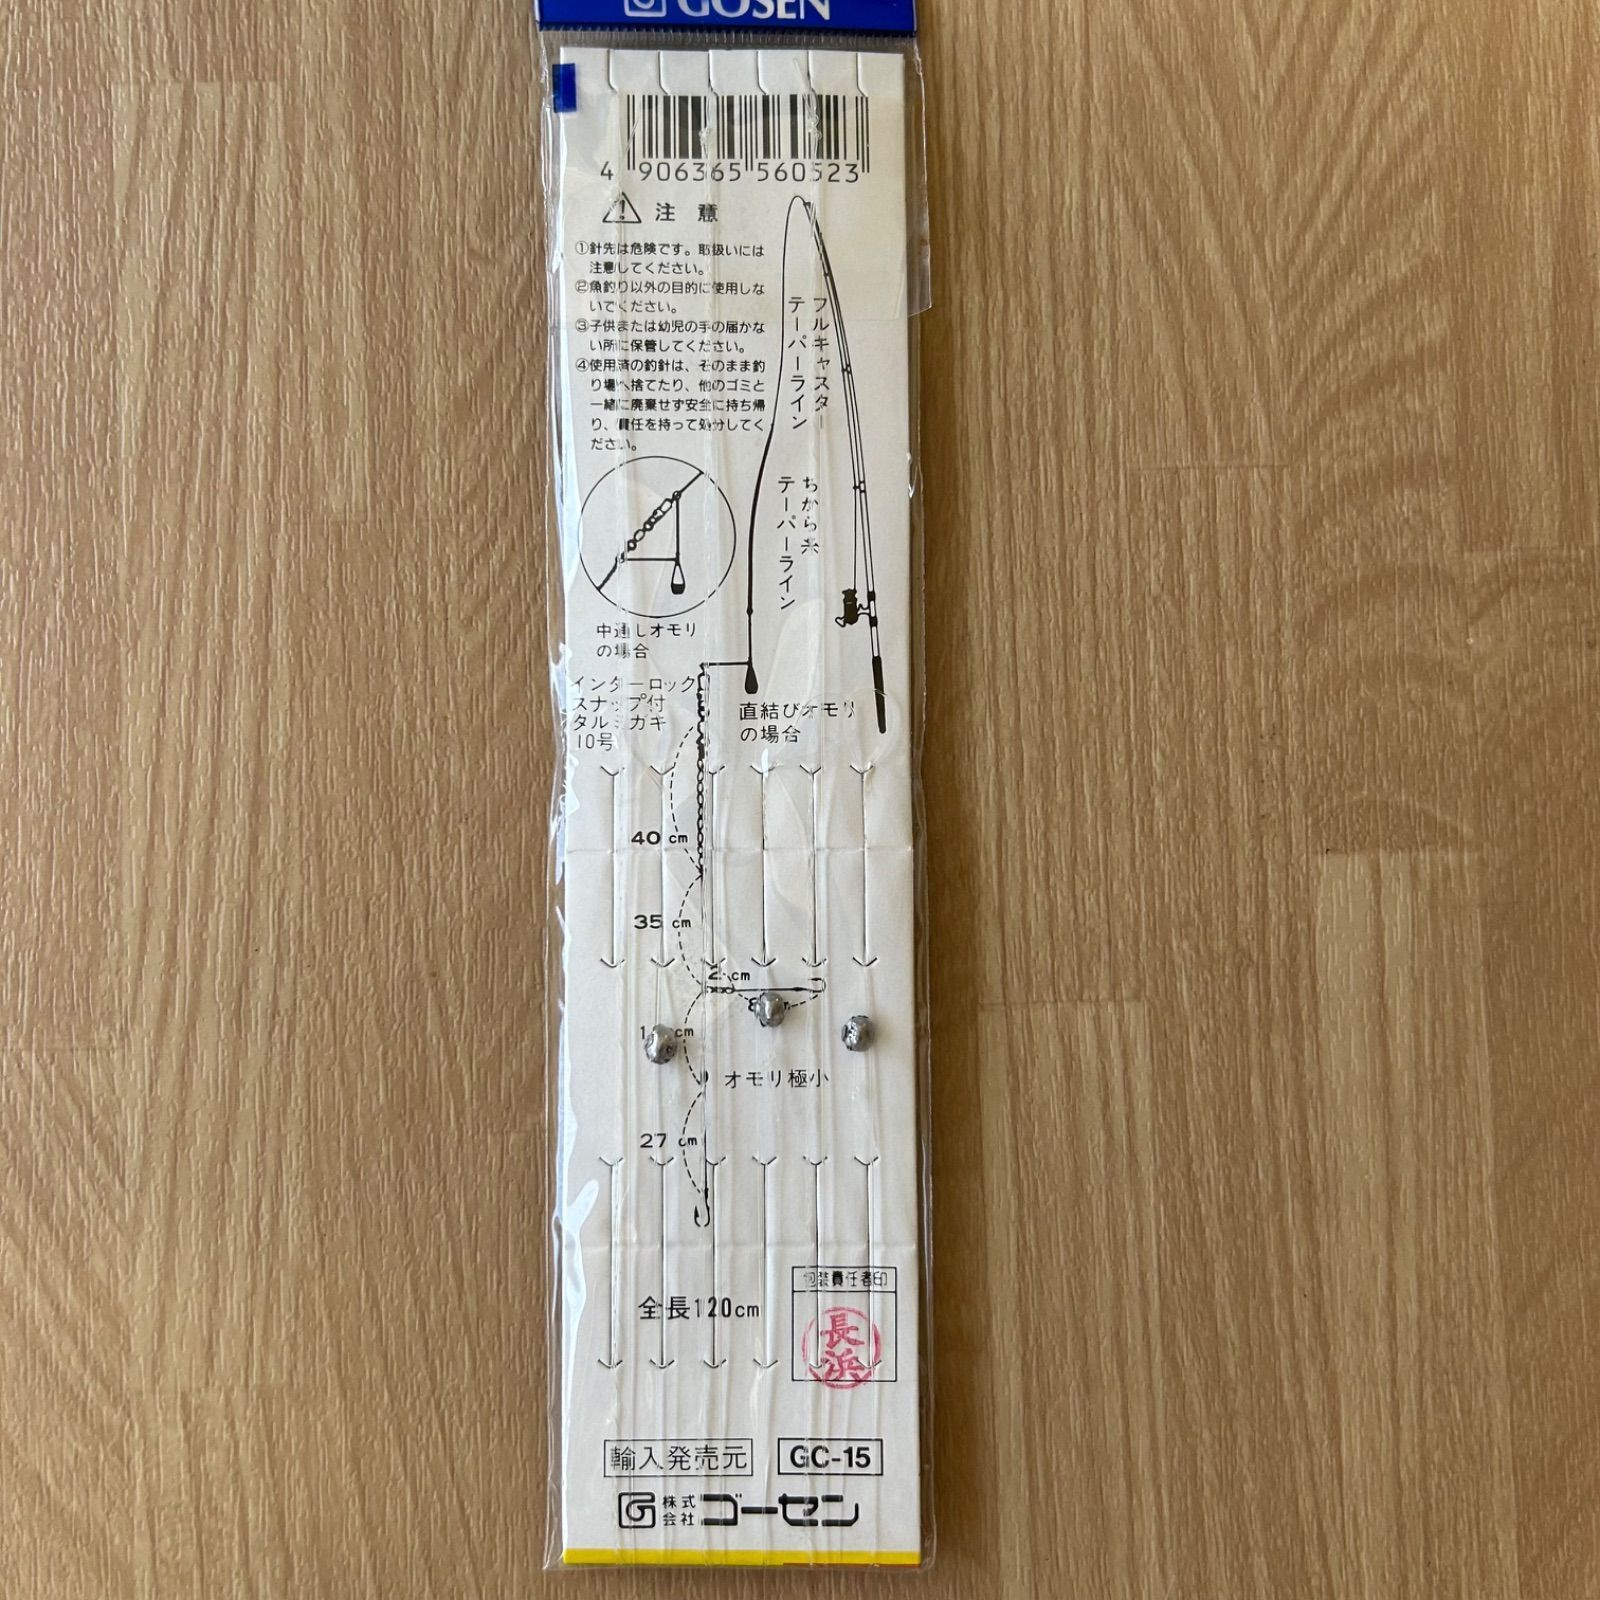 GOSEN
4 906365 560523
注意
①針先は危険です。取扱いには
注意してください。
②魚釣り以外の目的に使用しな
いでください。
③子供または幼児の手の届かな
い所に保管してください。
④使用済の釣針は、そのまま釣
り場へ捨てたり、他のゴミと
一緒に廃棄せず安全に持ち帰
り、責任を持って処分してく
ださい。
フルキャスター
テーパーライン
ちから糸
テーパーライン
中通しオモリ
の場合
インターロック
スナップ付
タルミガキ
10号
直結びオモリ
の場合
40cm
35cm
2cm
cm
オモリ極小
27cm
全長120cm
包装責任者印
長浜
輸入発売元
GC-15
株式会社ゴーセン